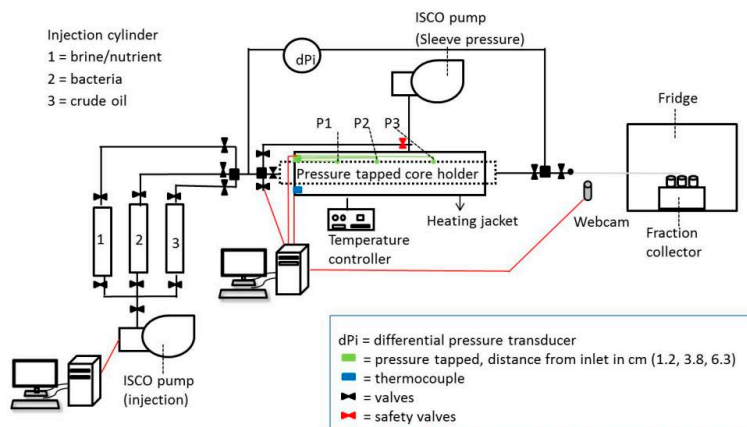 Injection cylinder
1 = brine/nutrient
2 = bacteria
3 = crude oil
dPi
ISCO pump
(Sleeve pressure)
P1
P2
P3
Pressure tapped core holder
Fridge
Fraction
collector
Webcam
Heating jacket
Temperature
controller
1
2
3
ISCO pump
(injection)
dPi = differential pressure transducer
= pressure tapped, distance from inlet in cm (1.2, 3.8, 6.3)
= thermocouple
= valves
= safety valves